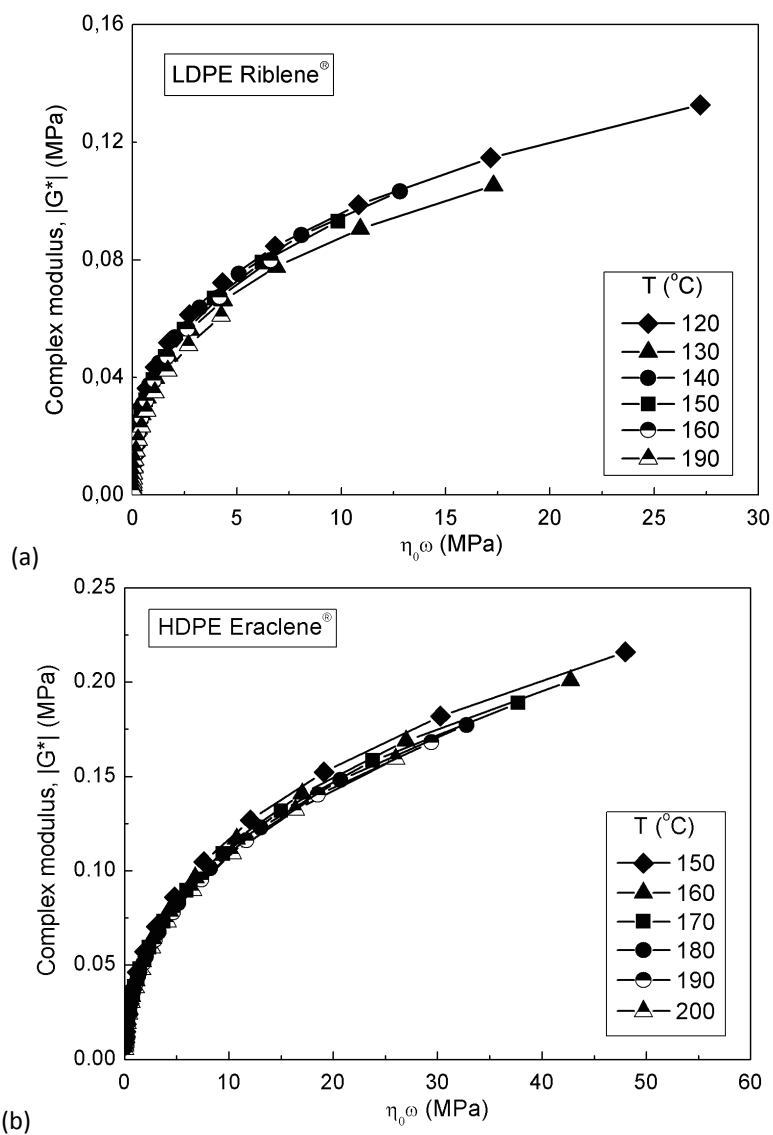 0,16
LDPE Riblene®
0,12
0,08
0,04
0,00
Complex modulus, |G*| (MPa)
T (°C)
120
130
140
150
160
190
0 5 10 15 20 25 30
η₀ω (MPa)
(a)
0.25
HDPE Eraclene®
0.20
0.15
0.10
0.05
0.00
Complex modulus, |G*| (MPa)
T (°C)
150
160
170
180
190
200
0 10 20 30 40 50 60
η₀ω (MPa)
(b)